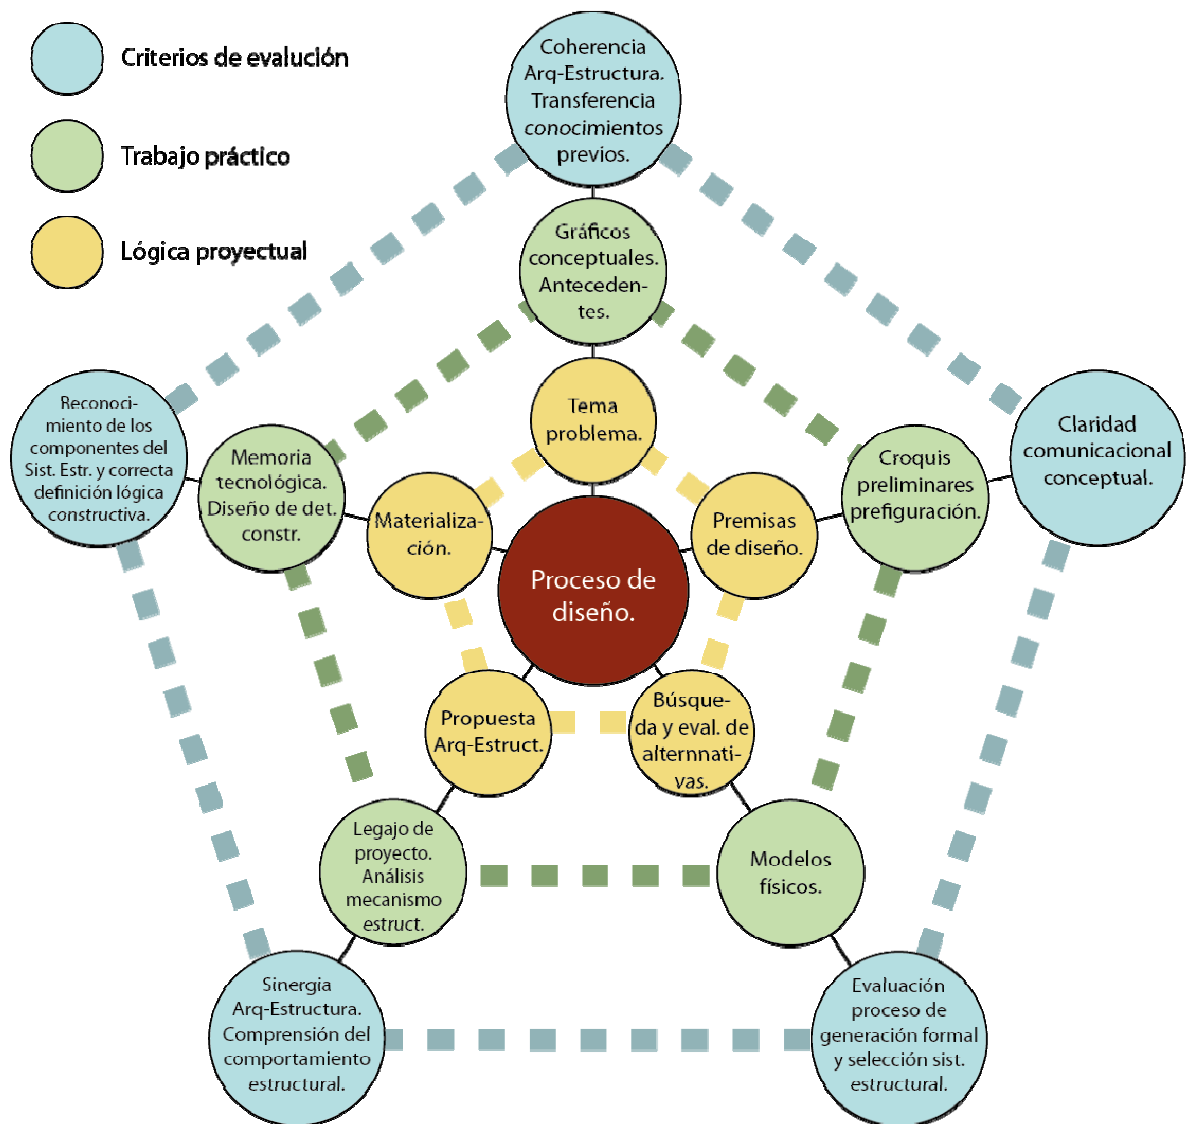 Criterios de evalución
Trabajo práctico
Lógica proyectual
Coherencia
Arq-Estructura.
Transferencia
conocimientos
previos.
Gráficos
conceptuales.
Anteceden-
tes.
Tema
problema.
Reconoci-
miento de los
componentes del
Sist. Estr. y correcta
definición lógica
constructiva.
Memoria
tecnológica.
Diseño de det.
constr.
Materializa-
ción.
Premisas
de diseño.
Croquis
preliminares
prefiguración.
Claridad
comunicacional
conceptual.
Proceso de
diseño.
Propuesta
Arq-Estruct.
Búsque-
da y eval. de
alternnati-
vas.
Legajo de
proyecto.
Análisis
mecanismo
estruct.
Modelos
físicos.
Sinergia
Arq-Estructura.
Comprensión del
comportamiento
estructural.
Evaluación
proceso de
generación formal
y selección sist.
estructural.